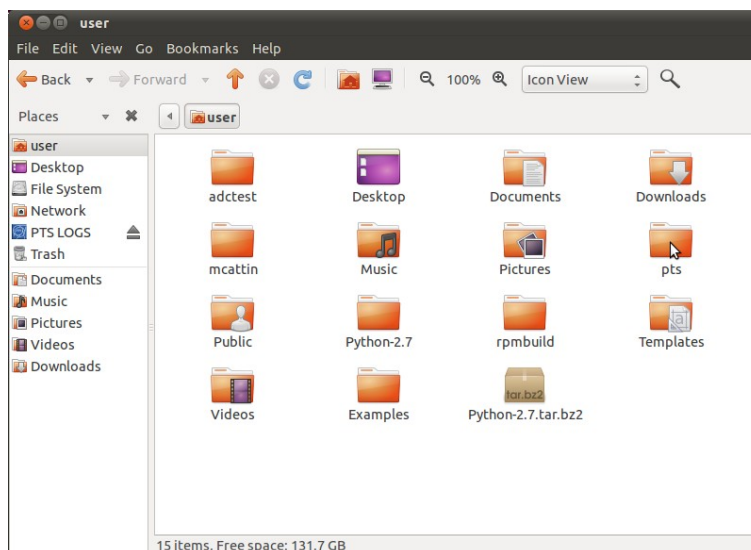 user
File Edit View Go Bookmarks Help
Back Forward 100% Icon View
Places user
user
Desktop
File System
Network
PTS LOGS
Trash
Documents
Music
Pictures
Videos
Downloads
adctest Desktop Documents Downloads
mcattin Music Pictures pts
Public Python-2.7 rpmbuild Templates
tar.bz2
Videos Examples Python-2.7.tar.bz2
15 items, Free space: 131.7 GB